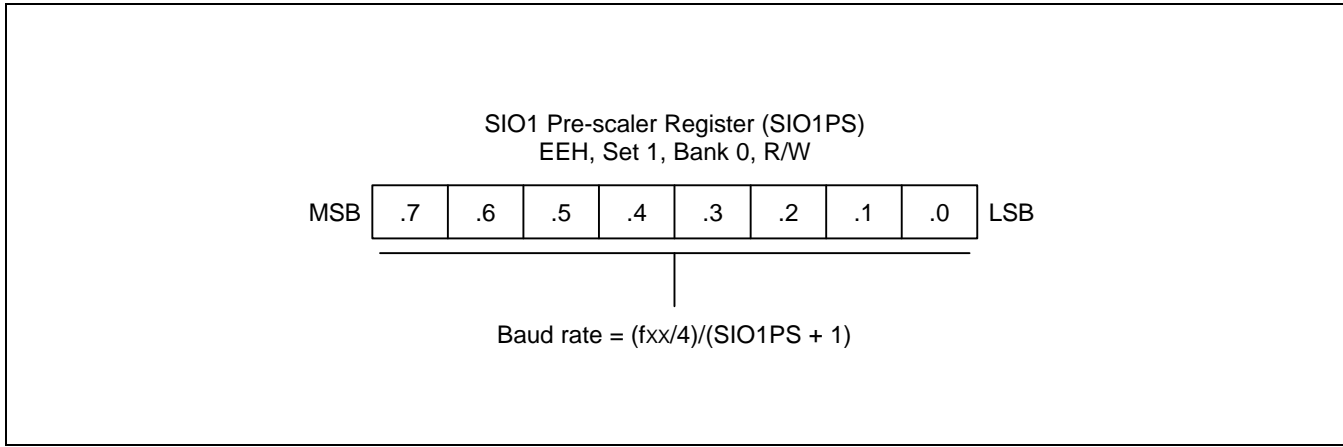 SIO1 Pre-scaler Register (SIO1PS)
EEH, Set 1, Bank 0, R/W
MSB .7 .6 .5 .4 .3 .2 .1 .0 LSB
Baud rate = (fxx/4)/(SIO1PS + 1)